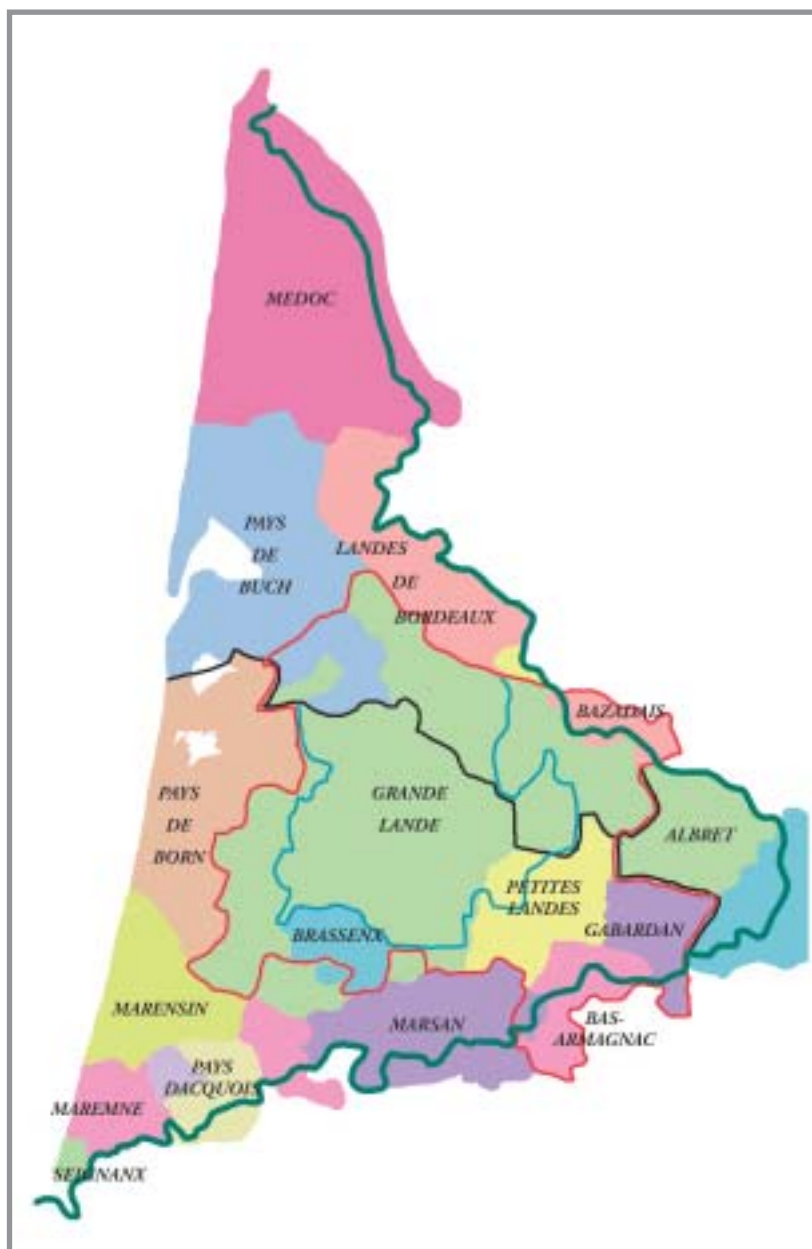 MEDOC
PAYS
DE
BUCH
LANDES
DE
BORDEAUX
BAZADAIS
PAYS
DE
BORN
GRANDE
LANDE
ALBRET
PETITES
LANDES
GABARDAN
BRASSENX
MARENSIN
MARSAN
BAS-
ARMAGNAC
PAYS
DACQUOIS
MAREMNE
SEIGNANX